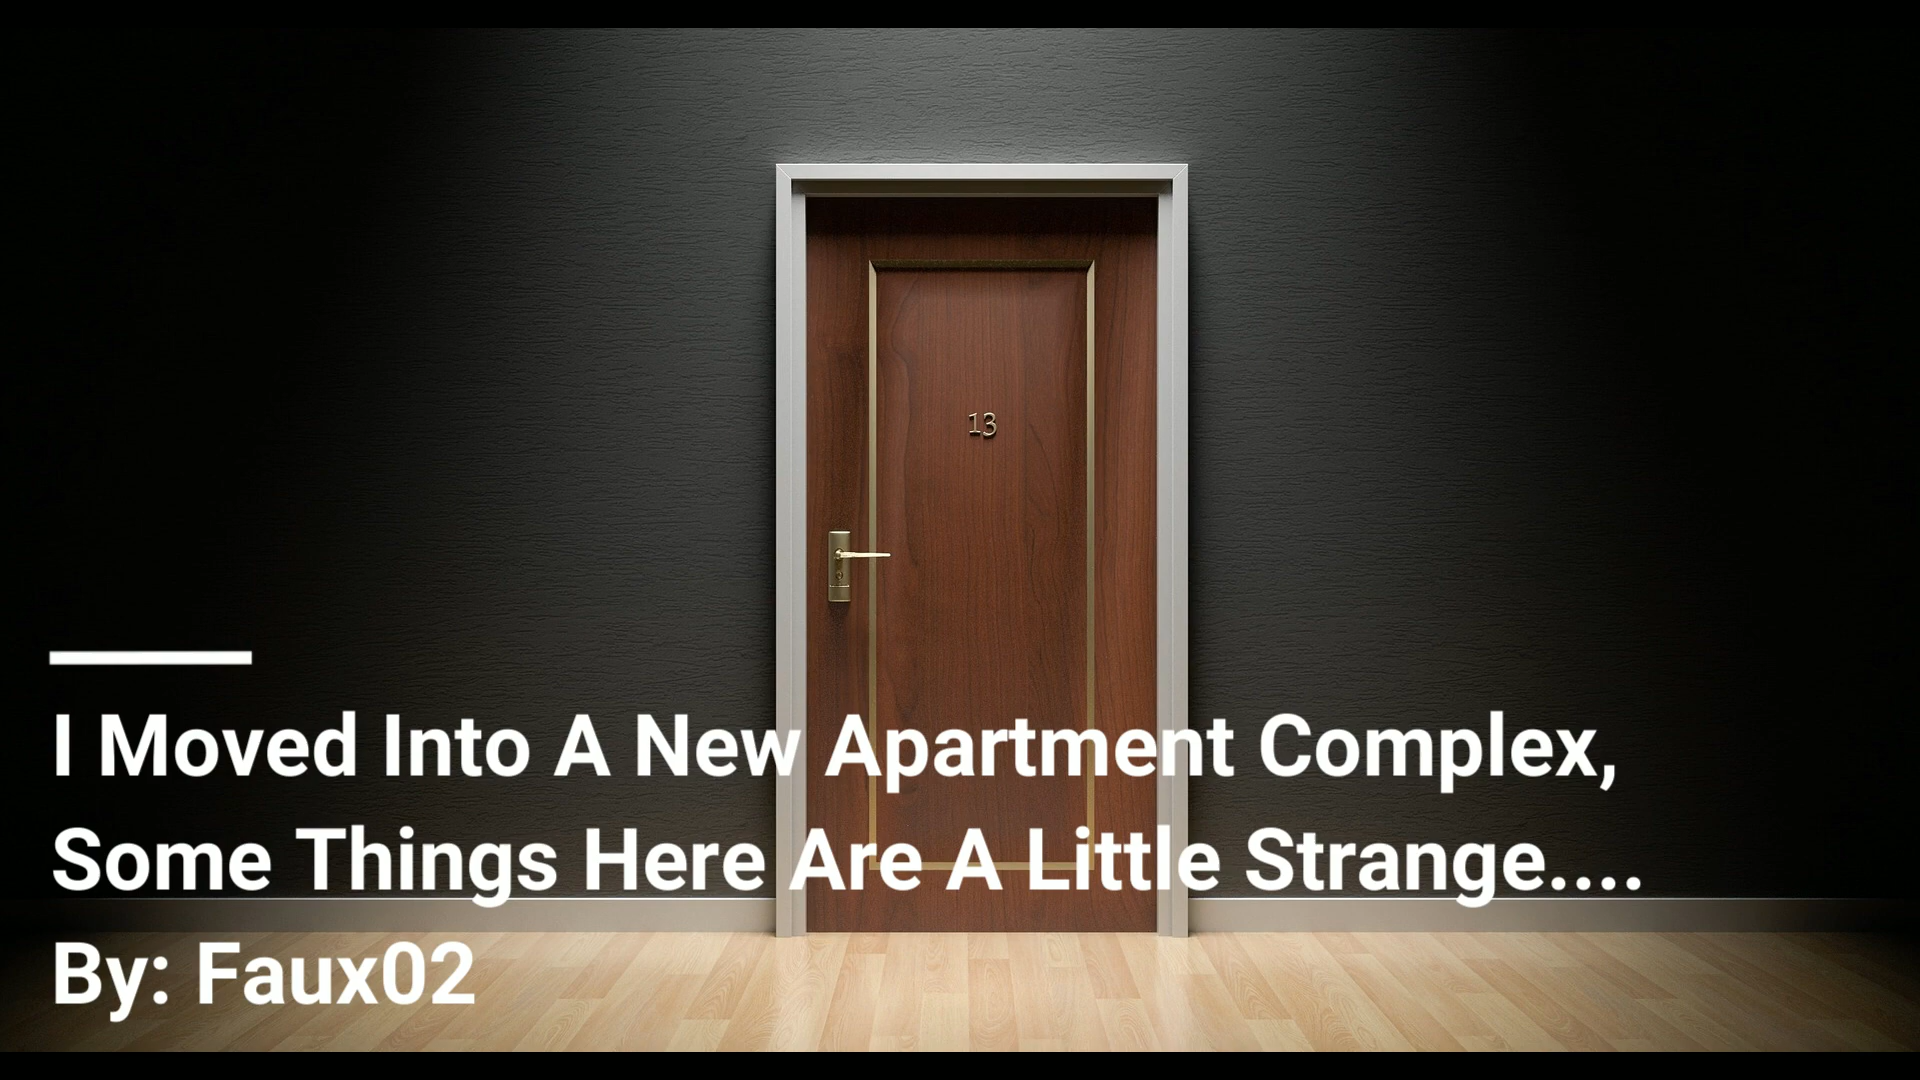 13
I Moved Into A New Apartment Complex,
Some Things Here Are A Little Strange....
By: Faux02